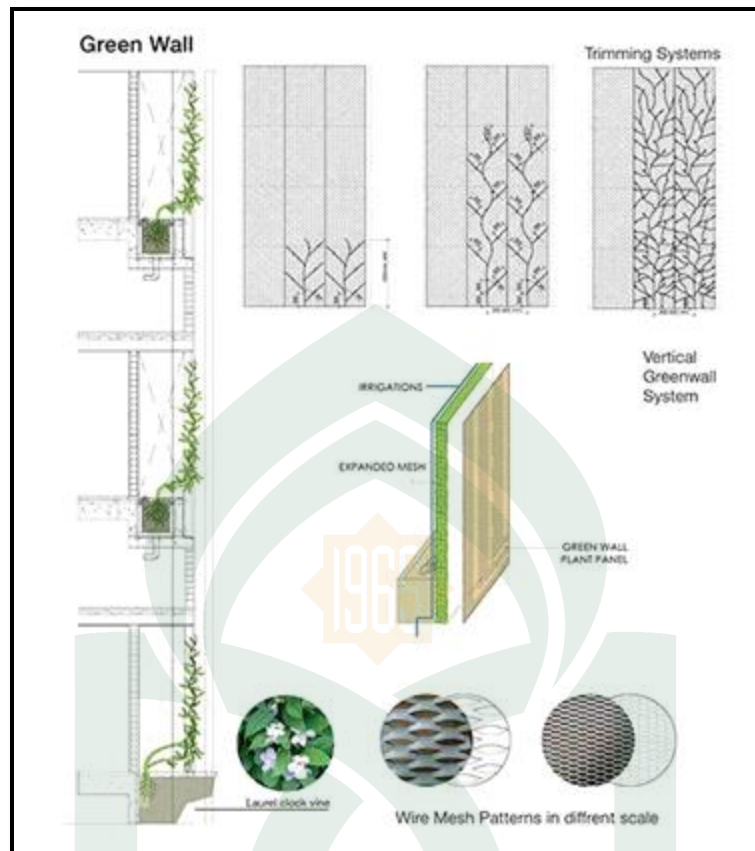 Green Wall
Trimming Systems
Vertical
Greenwall
System
IRRIGATIONS
EXPANDED MESH
1965
GREEN WALL
PLANT PANEL
Laurel clock vine
Wire Mesh Patterns in diffrent scale